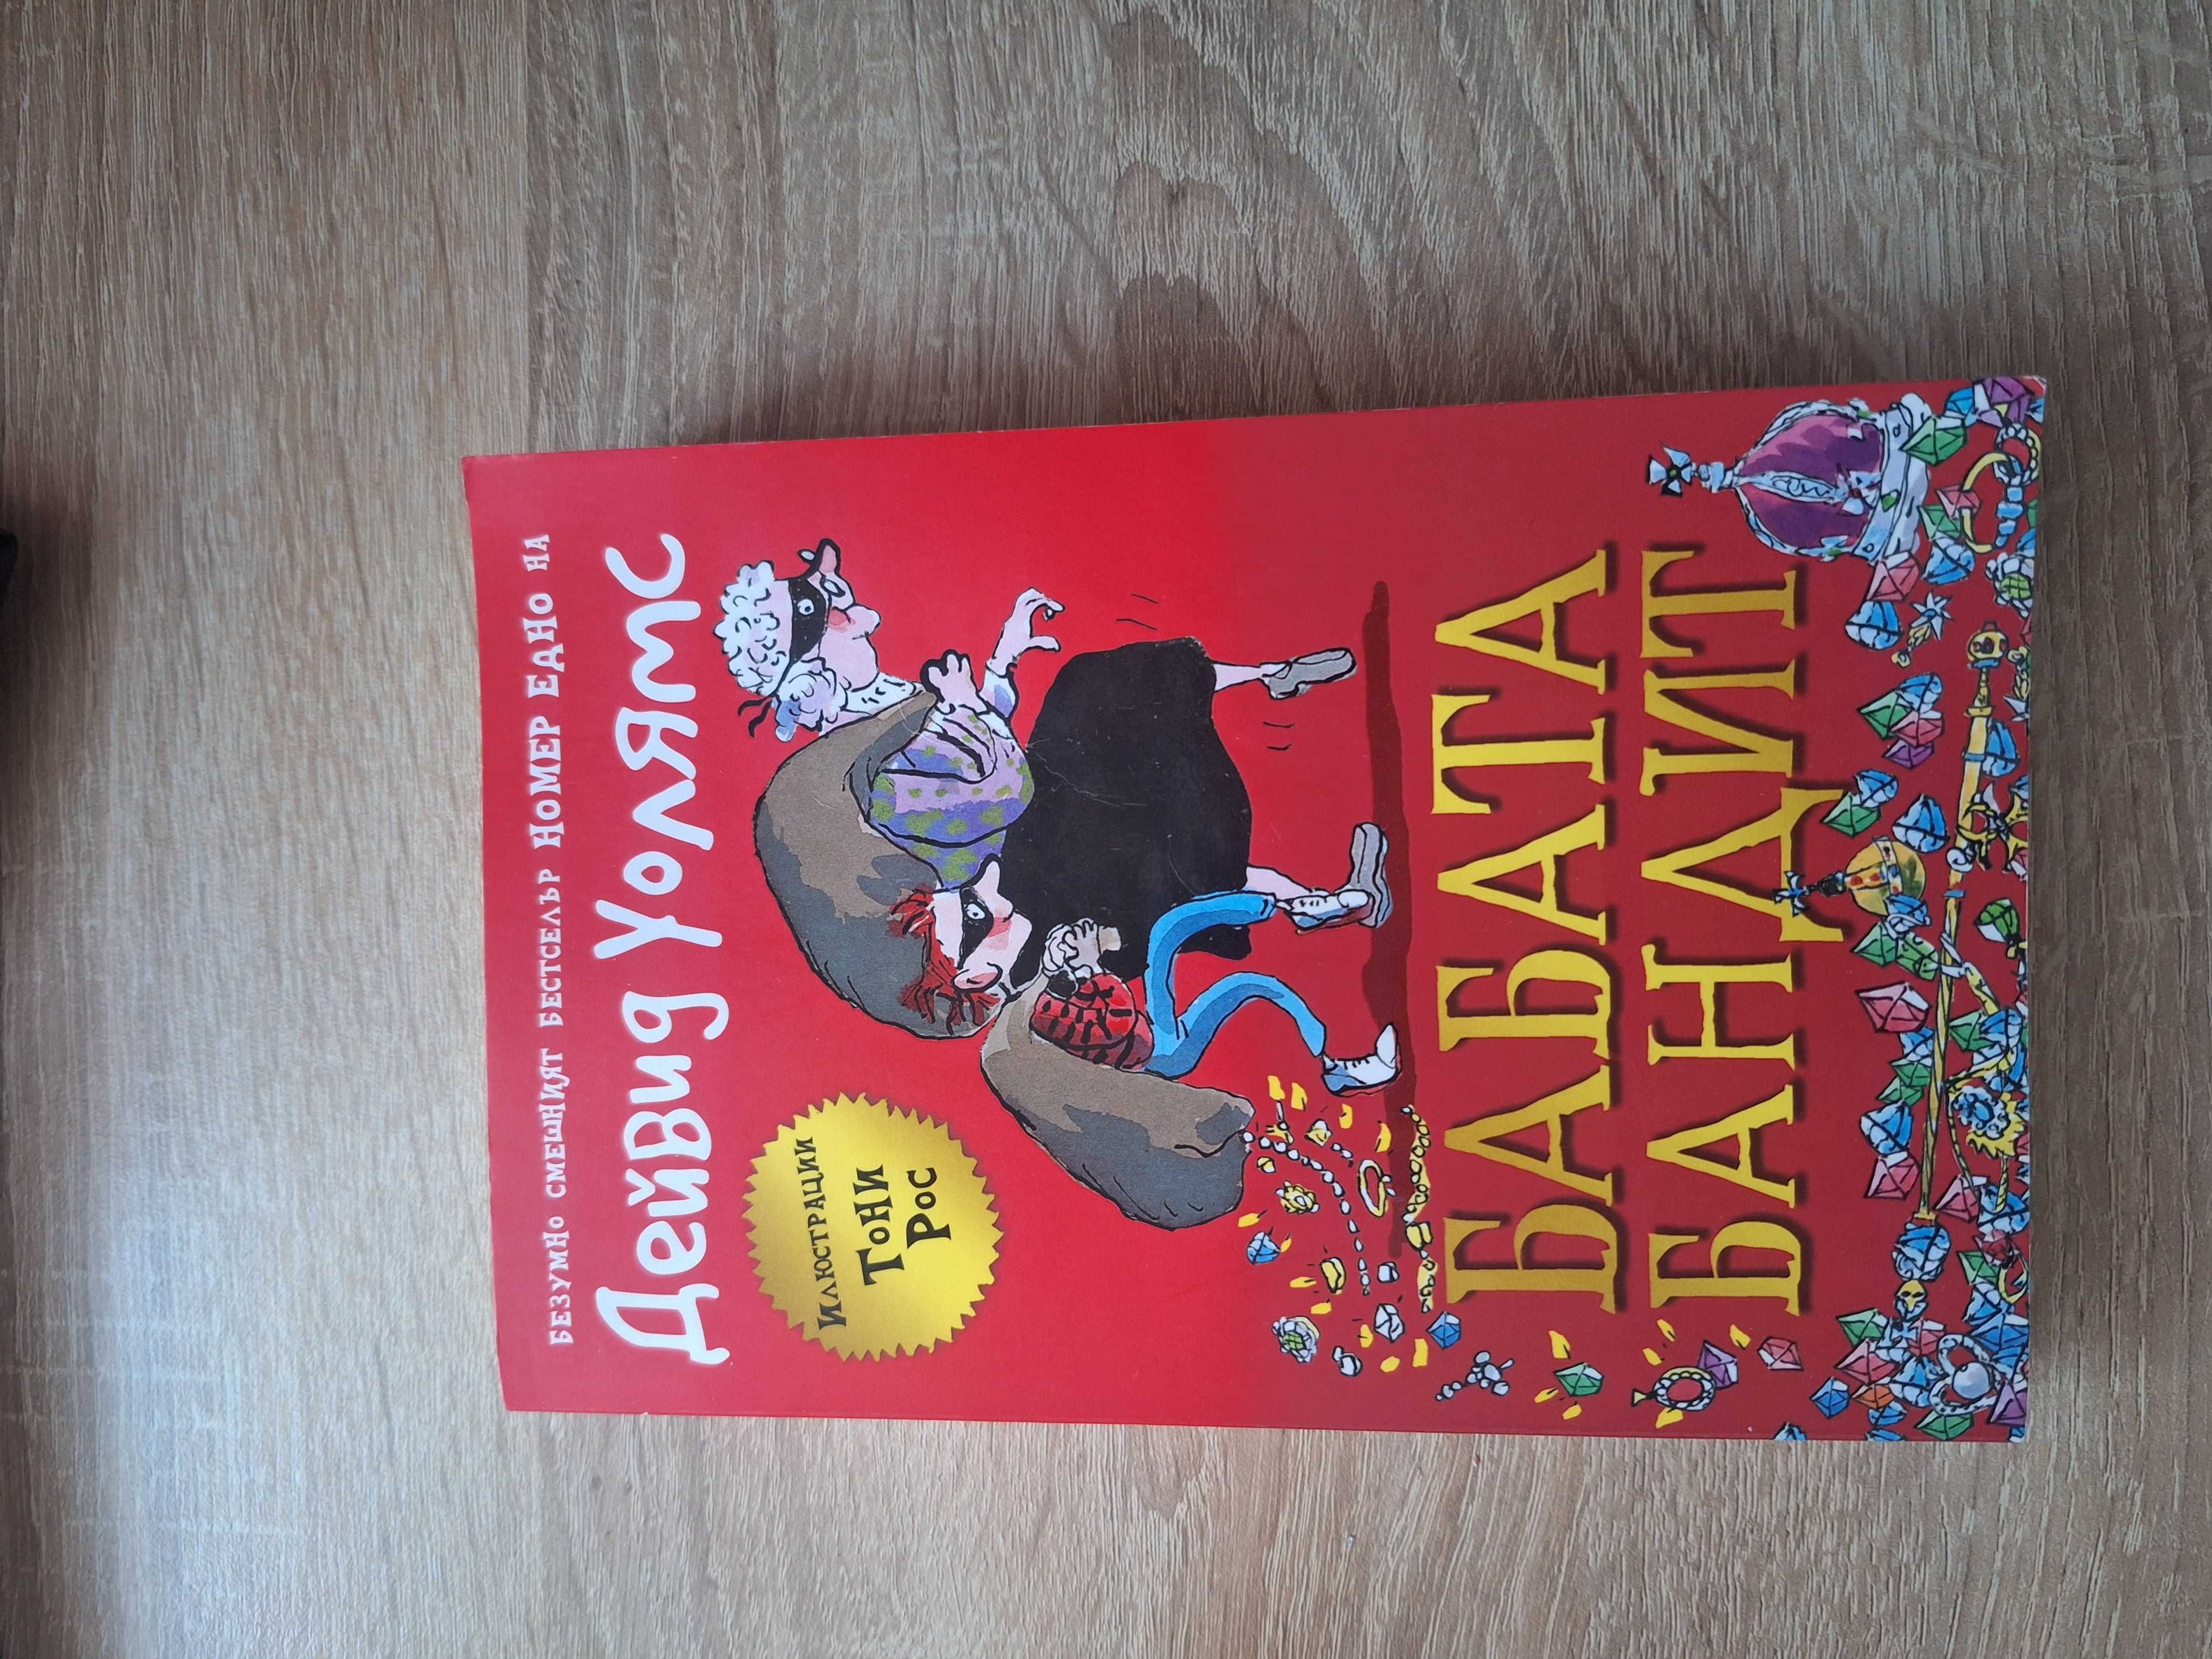 БЕЗУМНО СМЕШНИЯТ БЕСТСЕЛЪР НОМЕР ЕДНО НА
ДейВид Уолямс
ИЛЮСТРАЦИИ
ТОНИ
РОС
БАБАТА
БАНДИТ